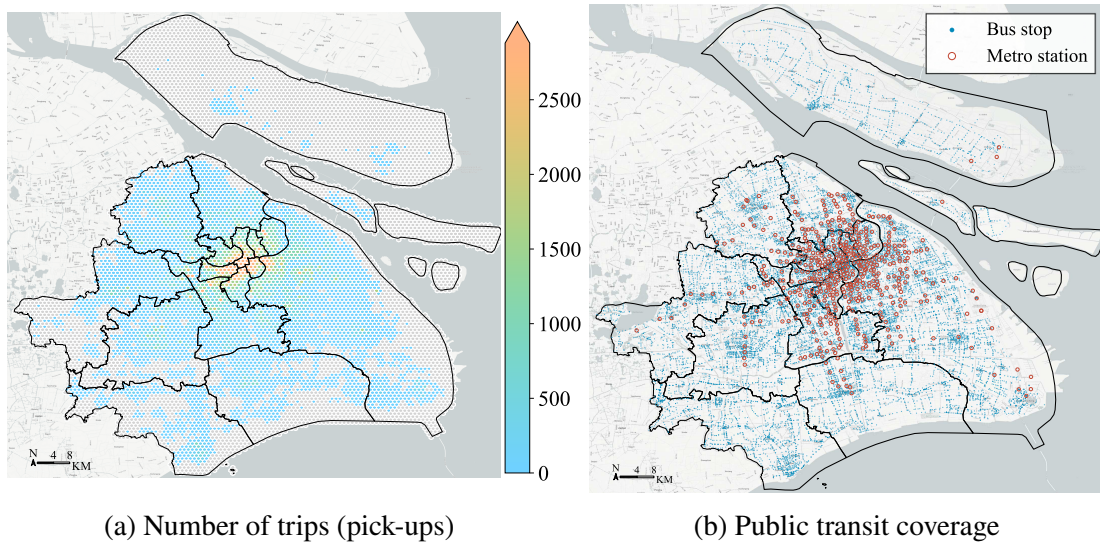 2500
2000
1500
1000
500
0
N 4 8
KM
(a) Number of trips (pick-ups)
Bus stop
Metro station
N 4 8
KM
(b) Public transit coverage